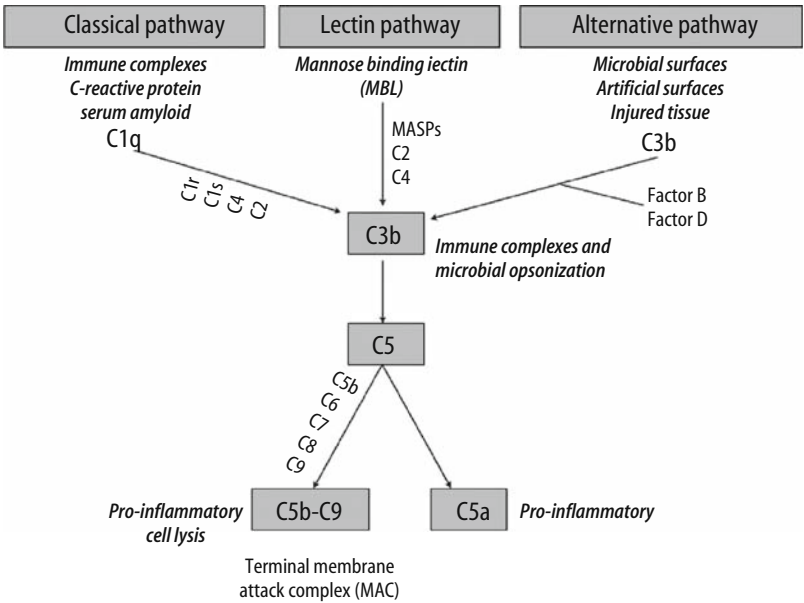 Classical pathway
Immune complexes
C-reactive protein
serum amyloid
C1q
C1r
C1s
C4
C2
Lectin pathway
Mannose binding iectin
(MBL)
MASPs
C2
C4
Alternative pathway
Microbial surfaces
Artificial surfaces
Injured tissue
C3b
Factor B
Factor D
C3b
Immune complexes and
microbial opsonization
C5
C5b
C6
C7
C8
C9
Pro-inflammatory
cell lysis
C5b-C9
C5a
Pro-inflammatory
Terminal membrane
attack complex (MAC)